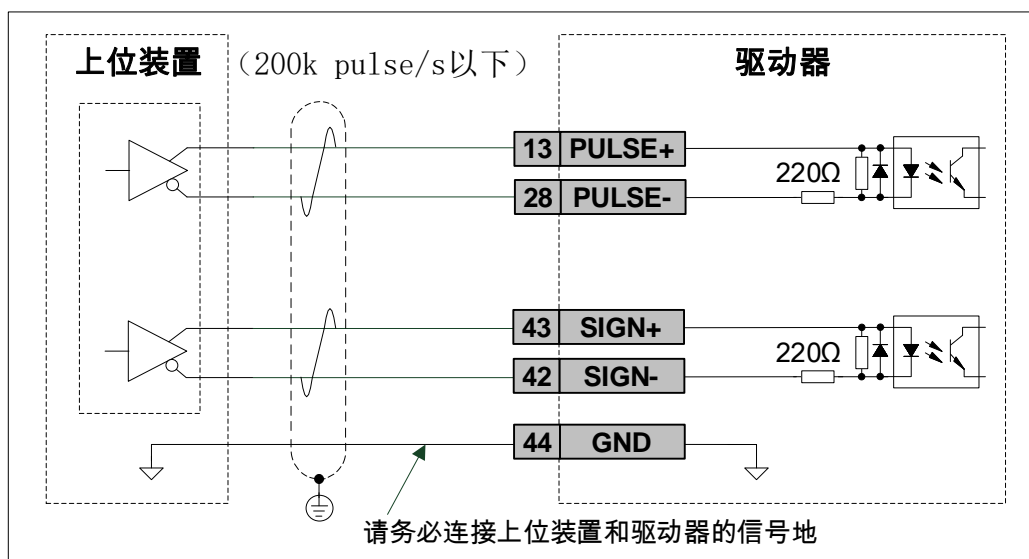 上位装置 （200k pulse/s以下） 驱动器
13 PULSE+
220Ω
28 PULSE-
43 SIGN+
220Ω
42 SIGN-
44 GND
请务必连接上位装置和驱动器的信号地